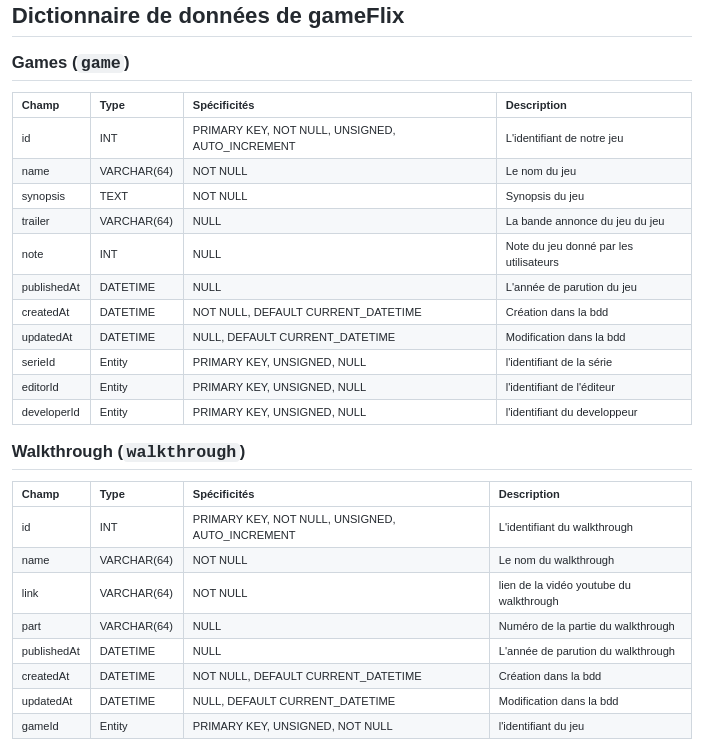 Dictionnaire de données de gameFlix
Games (game)
Champ Type Spécificités Description
id INT PRIMARY KEY, NOT NULL, UNSIGNED, AUTO_INCREMENT L'identifiant de notre jeu
name VARCHAR(64) NOT NULL Le nom du jeu
synopsis TEXT NOT NULL Synopsis du jeu
trailer VARCHAR(64) NULL La bande annonce du jeu du jeu
note INT NULL Note du jeu donné par les utilisateurs
publishedAt DATETIME NULL L'année de parution du jeu
createdAt DATETIME NOT NULL, DEFAULT CURRENT_DATETIME Création dans la bdd
updatedAt DATETIME NULL, DEFAULT CURRENT_DATETIME Modification dans la bdd
serieId Entity PRIMARY KEY, UNSIGNED, NULL l'identifiant de la série
editorId Entity PRIMARY KEY, UNSIGNED, NULL l'identifiant de l'éditeur
developerId Entity PRIMARY KEY, UNSIGNED, NULL l'identifiant du developpeur
Walkthrough (walkthrough)
Champ Type Spécificités Description
id INT PRIMARY KEY, NOT NULL, UNSIGNED, AUTO_INCREMENT L'identifiant du walkthrough
name VARCHAR(64) NOT NULL Le nom du walkthrough
link VARCHAR(64) NOT NULL lien de la vidéo youtube du walkthrough
part VARCHAR(64) NULL Numéro de la partie du walkthrough
publishedAt DATETIME NULL L'année de parution du walkthrough
createdAt DATETIME NOT NULL, DEFAULT CURRENT_DATETIME Création dans la bdd
updatedAt DATETIME NULL, DEFAULT CURRENT_DATETIME Modification dans la bdd
gameId Entity PRIMARY KEY, UNSIGNED, NOT NULL l'identifiant du jeu